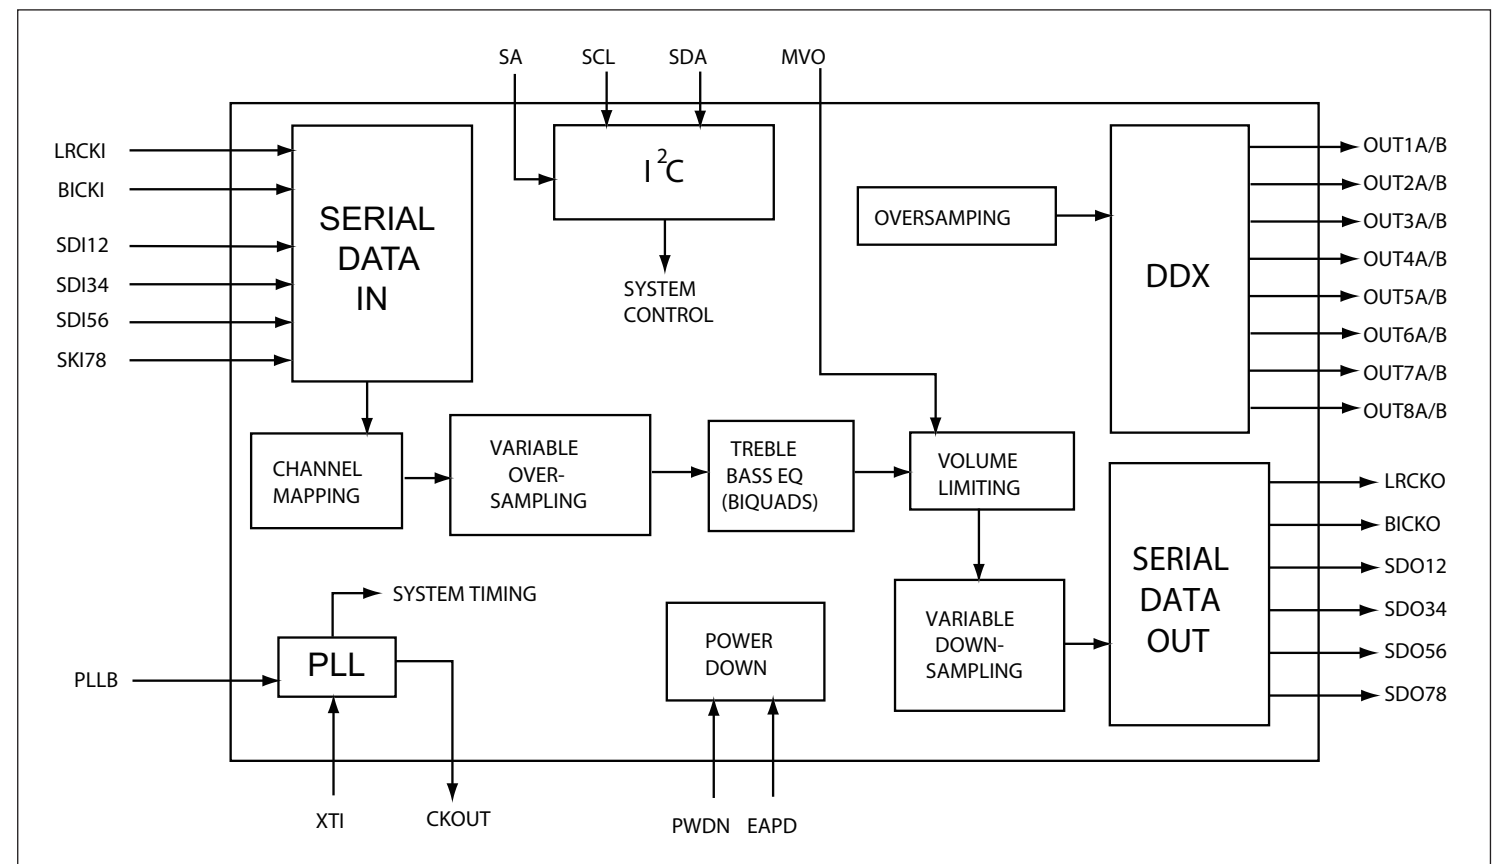 SA
SCL
SDA
MVO
LRCKI
BICKI
SDI12
SDI34
SDI56
SKI78
SERIAL
DATA
IN
I²C
SYSTEM
CONTROL
OVERSAMPING
DDX
OUT1A/B
OUT2A/B
OUT3A/B
OUT4A/B
OUT5A/B
OUT6A/B
OUT7A/B
OUT8A/B
CHANNEL
MAPPING
VARIABLE
OVER-
SAMPLING
TREBLE
BASS EQ
(BIQUADS)
VOLUME
LIMITING
VARIABLE
DOWN-
SAMPLING
SERIAL
DATA
OUT
LRCKO
BICKO
SDO12
SDO34
SDO56
SDO78
SYSTEM TIMING
PLL
PLLB
XTI
CKOUT
POWER
DOWN
PWDN
EAPD